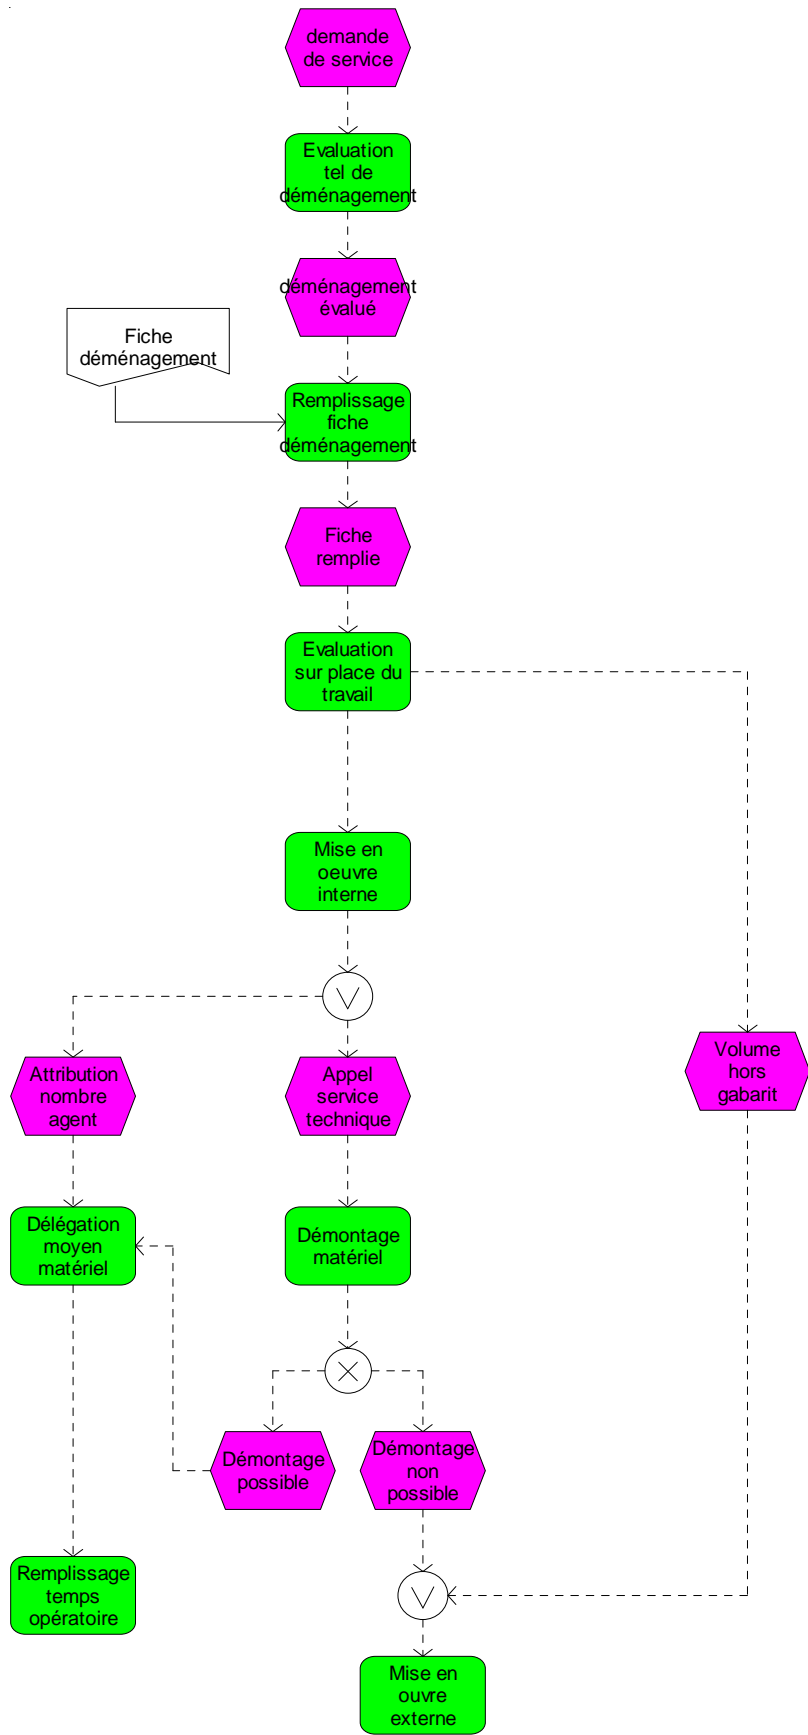 demande
de service
Evaluation
tel de
déménagement
déménagement
évalué
Fiche
déménagement
Remplissage
fiche
déménagement
Fiche
remplie
Evaluation
sur place du
travail
Mise en
oeuvre
interne
Attribution
nombre
agent
Appel
service
technique
Volume
hors
gabarit
Délégation
moyen
matériel
Démontage
matériel
Démontage
possible
Démontage
non
possible
Remplissage
temps
opératoire
Mise en
ouvre
externe